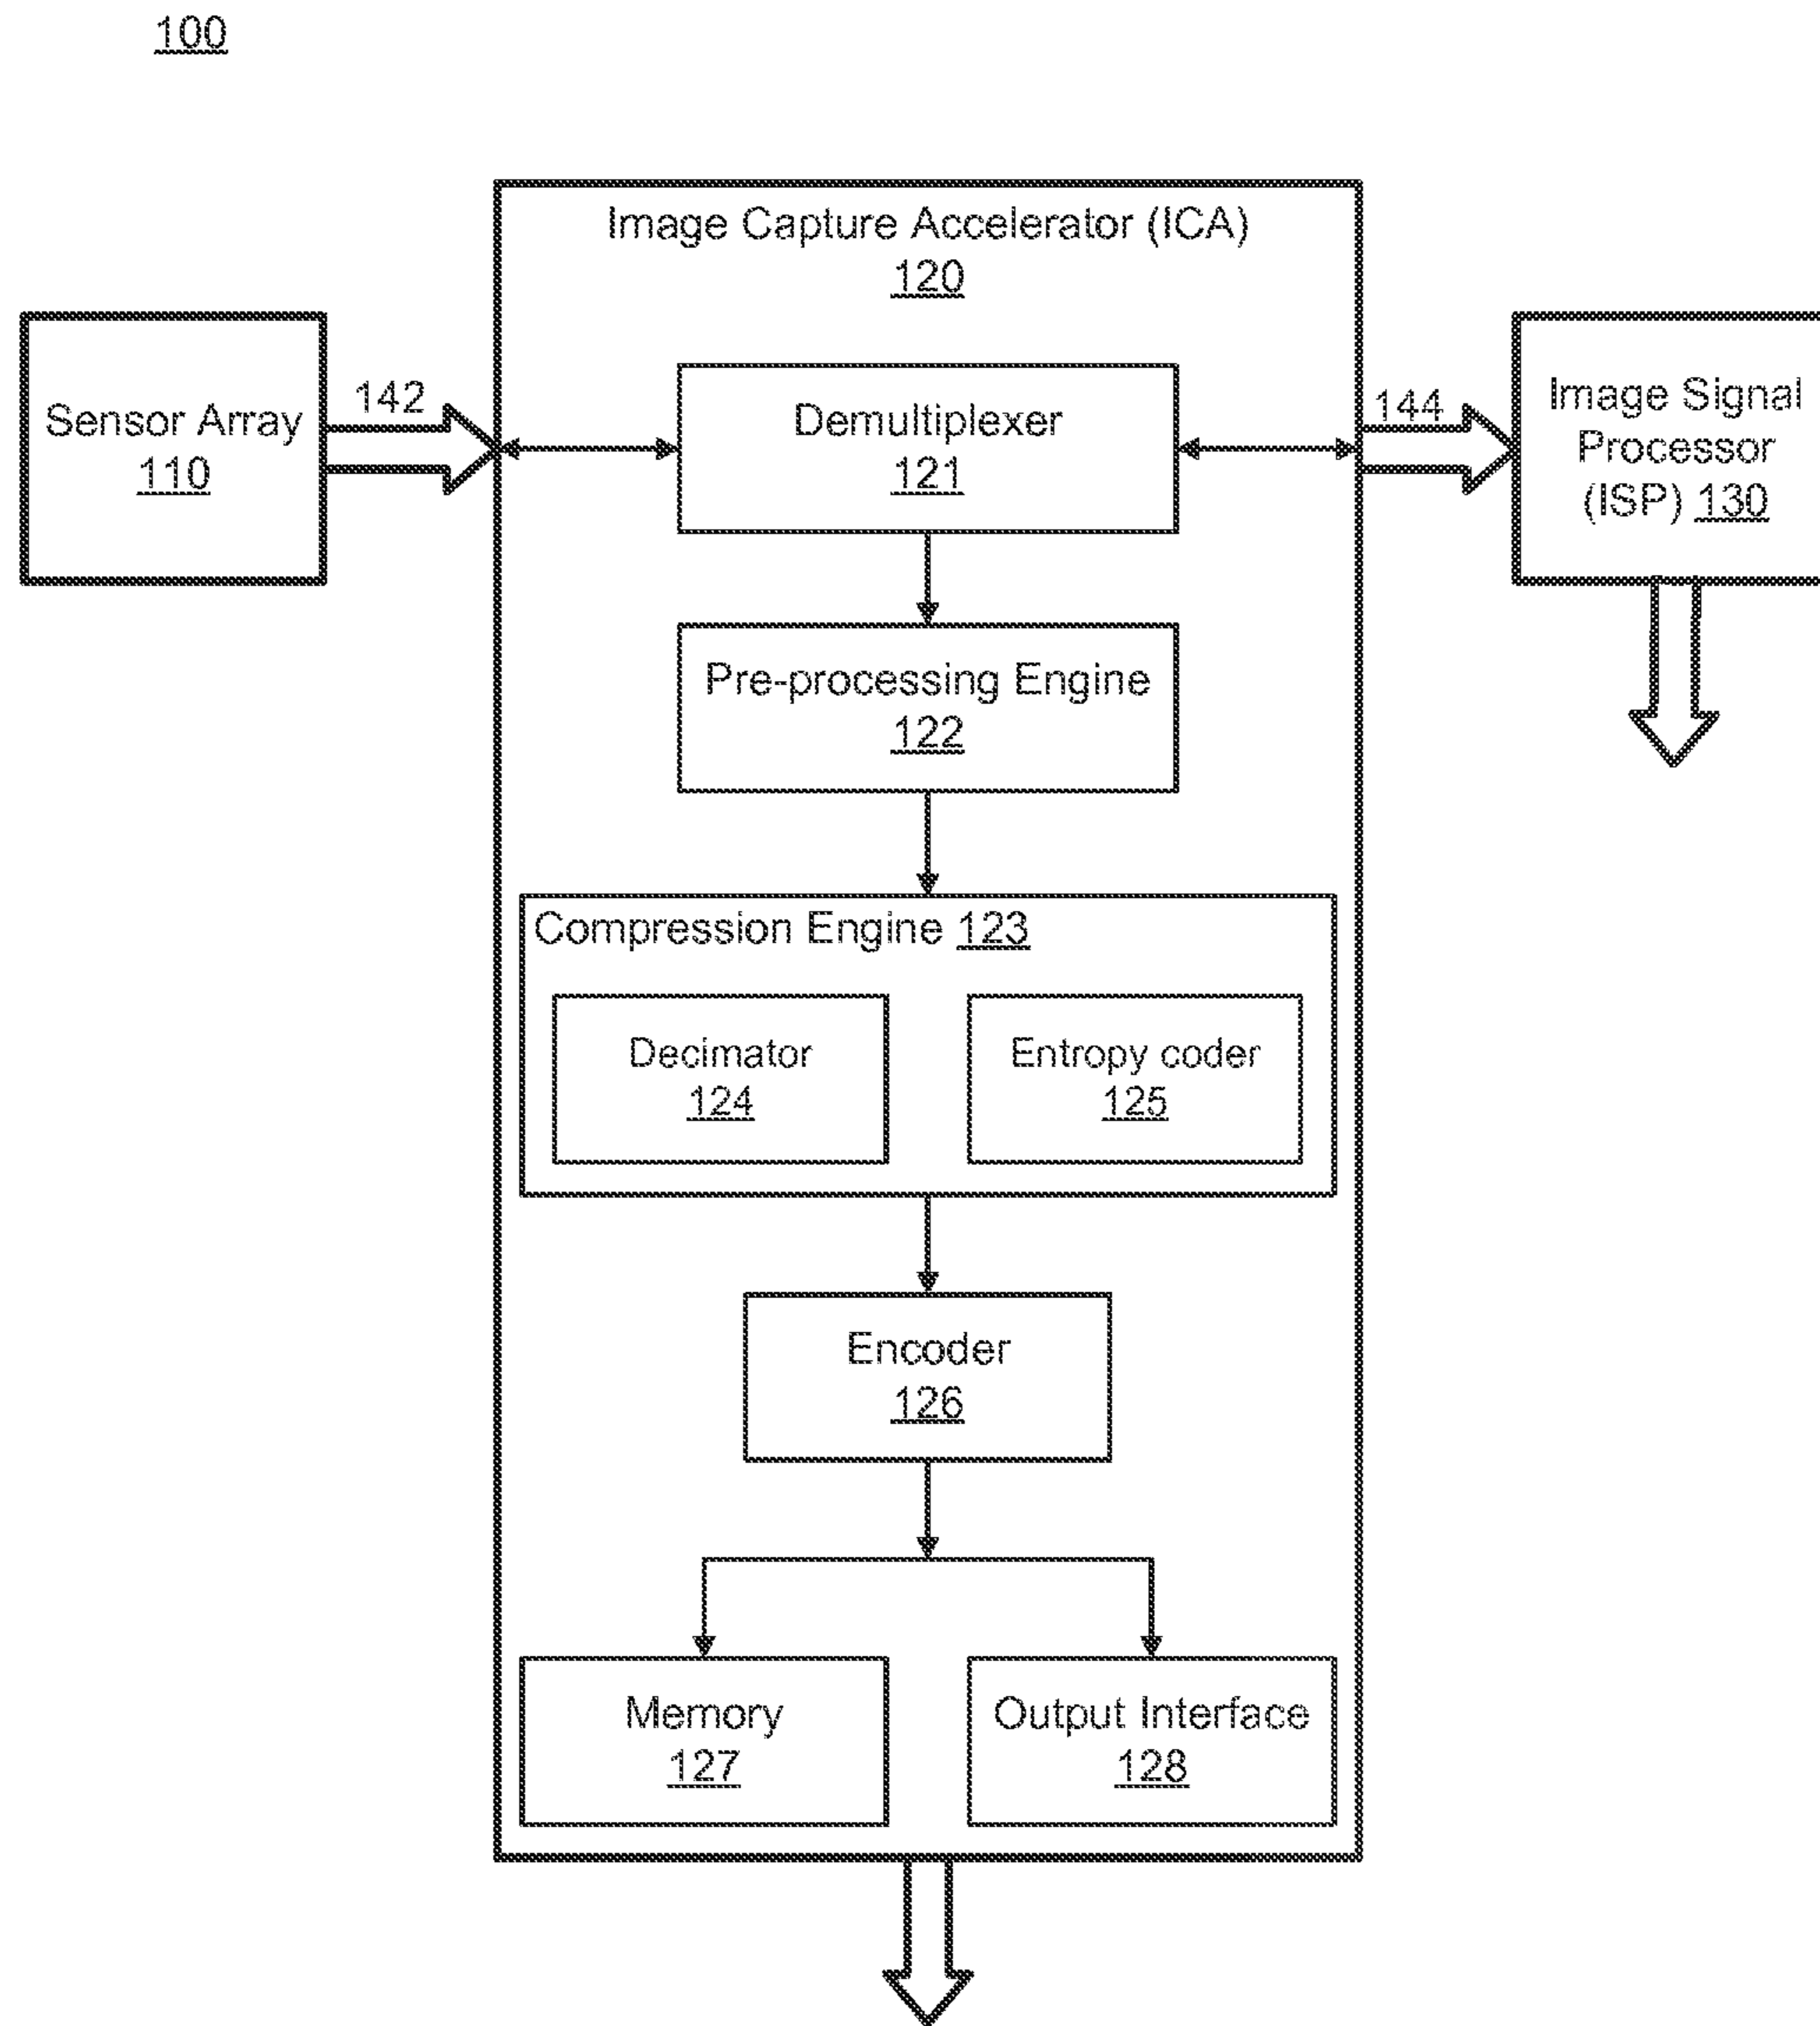 100
Image Capture Accelerator (ICA)
120
Sensor Array
110
142
Demultiplexer
121
144
Image Signal
Processor
(ISP) 130
Pre-processing Engine
122
Compression Engine 123
Decimator
124
Entropy coder
125
Encoder
126
Memory
127
Output Interface
128